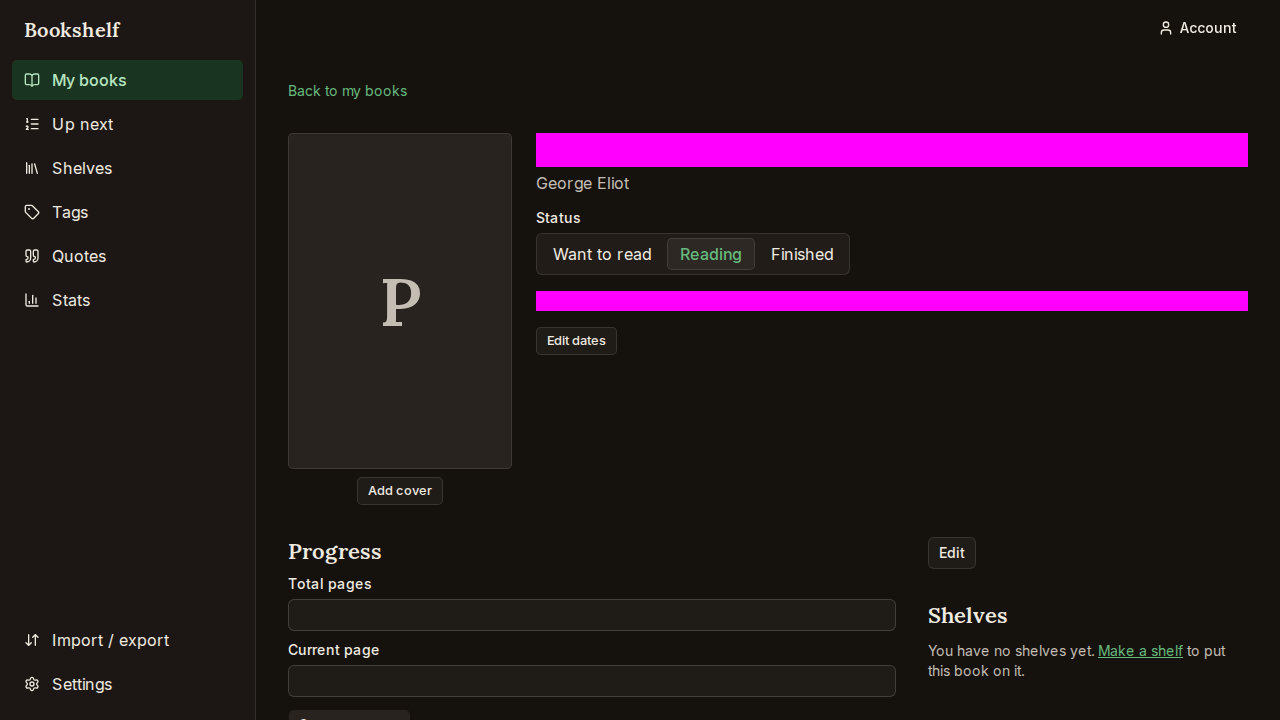 Bookshelf
Account
My books
Up next
Shelves
Tags
Quotes
Stats
Import / export
Settings
Back to my books
P
Add cover
George Eliot
Status
Want to read
Reading
Finished
Edit dates
Progress
Total pages
Current page
Edit
Shelves
You have no shelves yet. Make a shelf to put
this book on it.